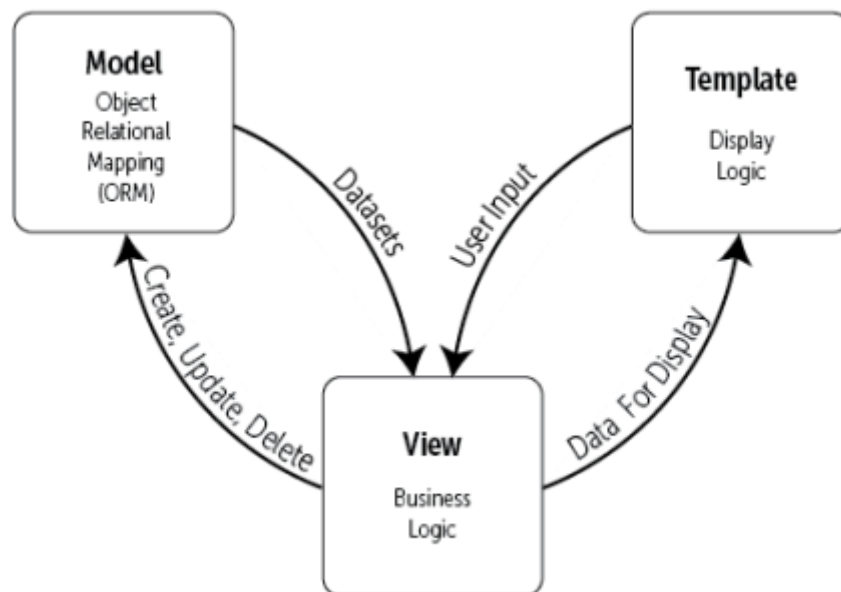 Model
Object
Relational
Mapping
(ORM)
Template
Display
Logic
Datasets
User Input
Create, Update, Delete
Data For Display
View
Business
Logic